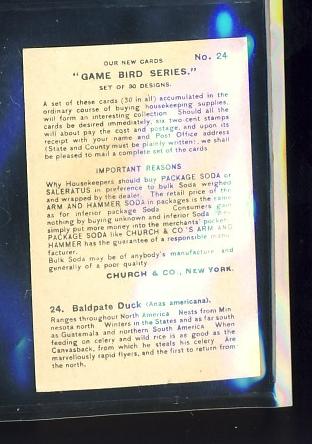 OUR NEW CARDS
No. 24
"GAME BIRD SERIES."
SET OF 30 DESIGNS.
A set of these cards (30 in all) accumulated in the
ordinary course of buying housekeeping supplies,
will form an interesting collection Should all the
cards be desired immediately, six two cent stamps
will about pay the cost and postage, and upon its
receipt with your name and Post Office address
(State and County must be plainly written), we shall
be pleased to mail a complete set of the cards
IMPORTANT REASONS
Why Housekeepers should buy PACKAGE SODA or
SALERATUS in preference to bulk Soda weighed
and wrapped by the dealer. The retail price of the
ARM AND HAMMER SODA in packages is the same
as for inferior package Soda Consumers gain
nothing by buying unknown and inferior Soda
simply put more money into the merchants' pocket.
PACKAGE SODA like CHURCH & CO'S ARM AND
HAMMER has the guarantee of a responsible manu-
facturer.
Bulk Soda may be of anybody's manufacture and
generally of a poor quality
CHURCH & CO., NEW YORK.
24. Baldpate Duck (Anas americana).
Ranges throughout North America Nests from Min
nesota north Winters in the States and as far south
as Guatemala and northern South America When
feeding on celery and wild rice is as good as the
Canvasback, from which he steals his celery Are
marvellously rapid flyers, and the first to return from
the north.